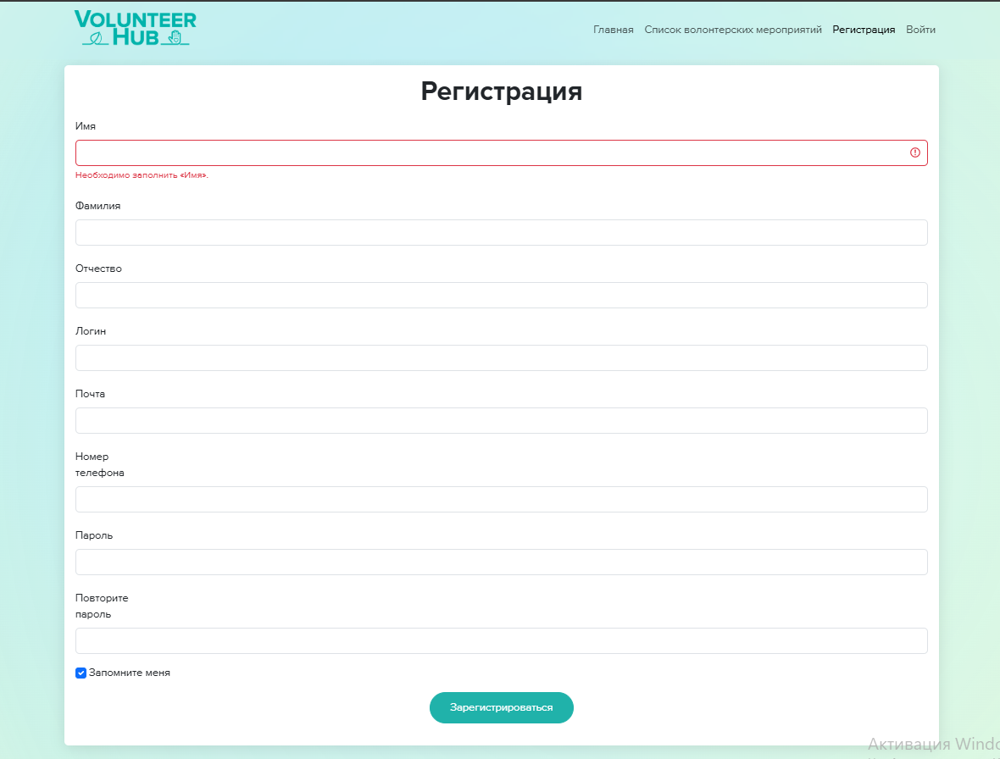 VOLUNTEER
HUB
Главная Список волонтерских мероприятий Регистрация Войти
Регистрация
Имя
Необходимо заполнить «Имя».
Фамилия
Отчество
Логин
Почта
Номер
телефона
Пароль
Повторите
пароль
Запомните меня
Зарегистрироваться
Активация Windo